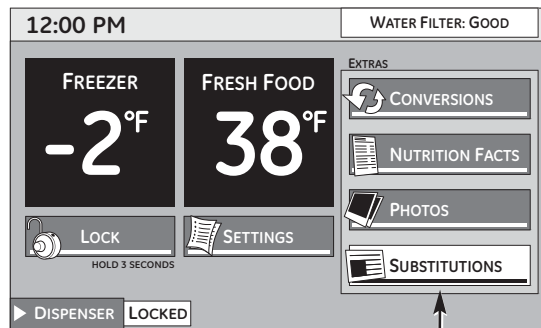 12:00 PM
WATER FILTER: GOOD
EXTRAS
FREEZER
-2°F
FRESH FOOD
38°F
CONVERSIONS
NUTRITION FACTS
PHOTOS
SUBSTITUTIONS
LOCK
HOLD 3 SECONDS
SETTINGS
DISPENSER LOCKED